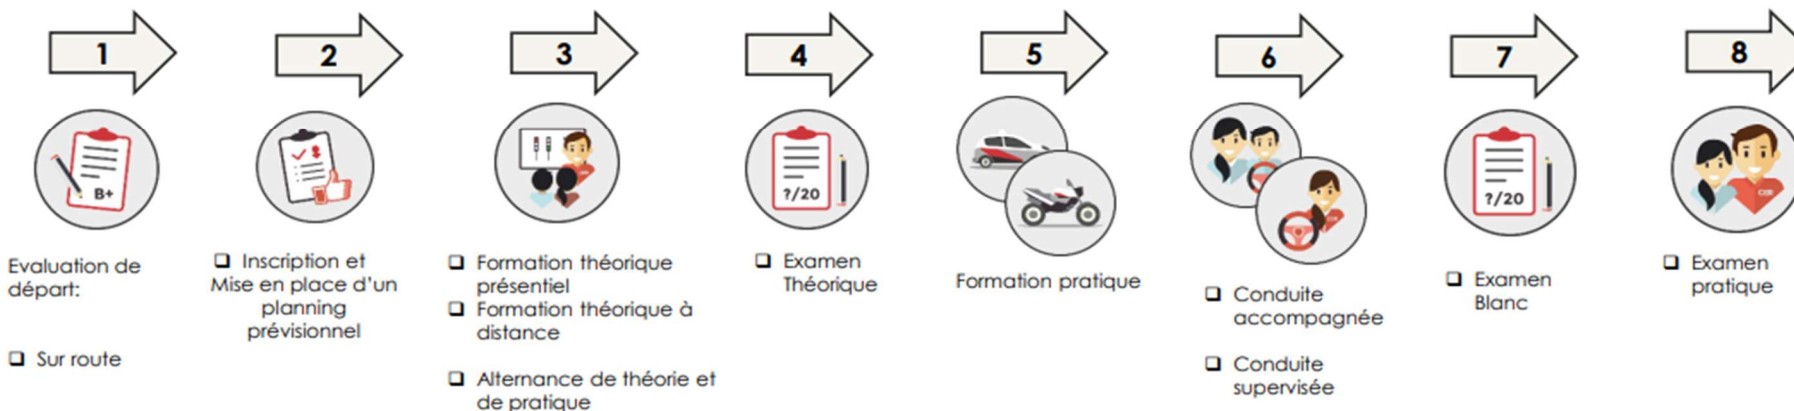 1
2
3
4
5
6
7
8
B+
?/20
?/20
Evaluation de
départ:
❑ Sur route
❑ Inscription et
Mise en place d'un
planning
prévisionnel
❑ Formation théorique
présentiel
❑ Formation théorique à
distance
❑ Alternance de théorie et
de pratique
❑ Examen
Théorique
Formation pratique
❑ Conduite
accompagnée
❑ Conduite
supervisée
❑ Examen
Blanc
❑ Examen
pratique